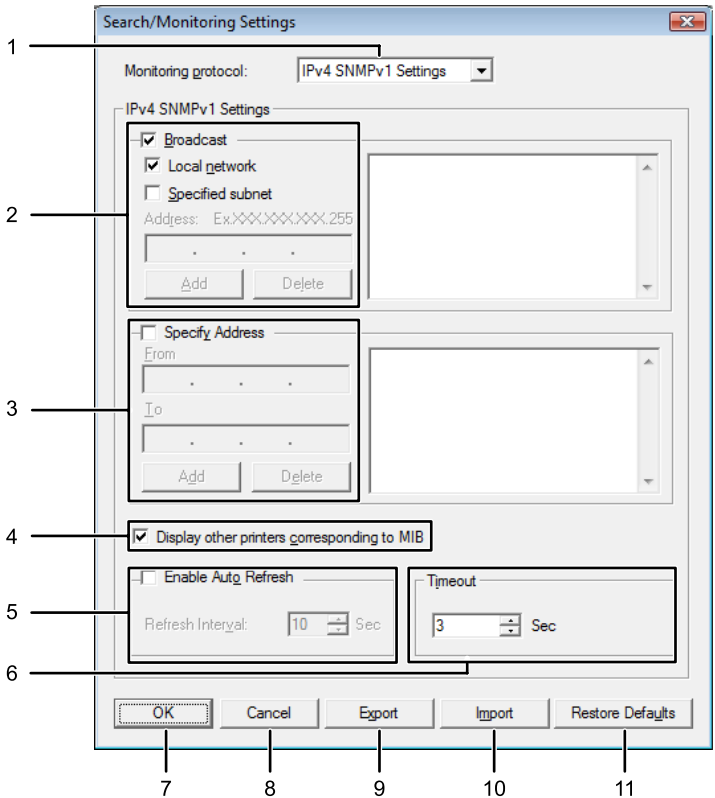 Search/Monitoring Settings
1
Monitoring protocol: IPv4 SNMPv1 Settings
IPv4 SNMPv1 Settings
Broadcast
Local network
Specified subnet
2
Address: Ex.XXX.XXX.XXX.255
. . .
Add Delete
Specify Address
From
. . .
3
To
. . .
Add Delete
4
Display other printers corresponding to MIB
Enable Auto Refresh
Timeout
5
Refresh Interval: 10 Sec
3 Sec
6
OK Cancel Export Import Restore Defaults
7 8 9 10 11